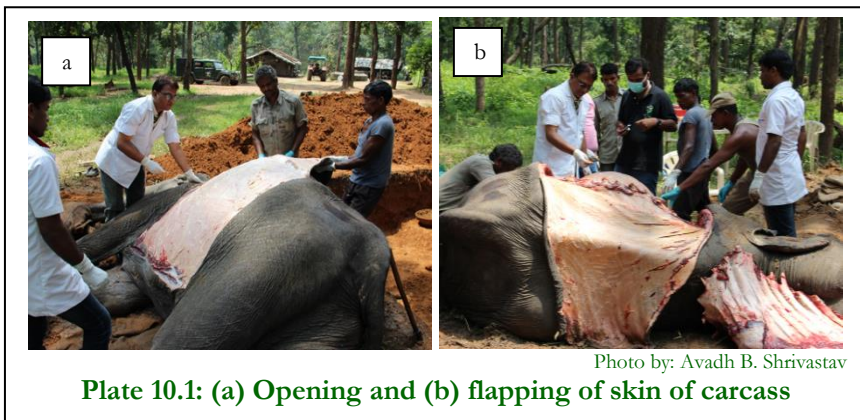 a
b
Photo by: Avadh B. Shrivastav
Plate 10.1: (a) Opening and (b) flapping of skin of carcass